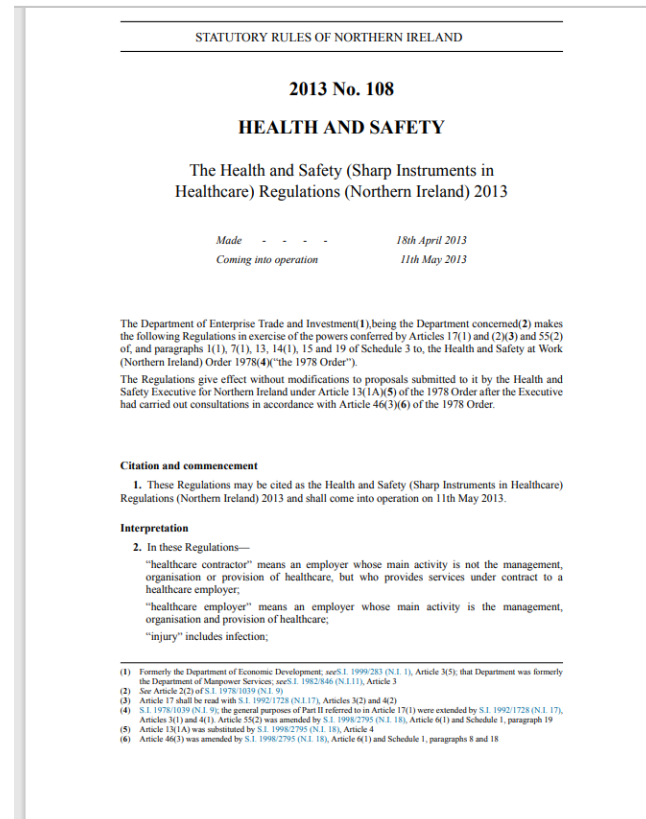 STATUTORY RULES OF NORTHERN IRELAND
2013 No. 108
HEALTH AND SAFETY
The Health and Safety (Sharp Instruments in
Healthcare) Regulations (Northern Ireland) 2013
Made - - - - 18th April 2013
Coming into operation 11th May 2013
The Department of Enterprise Trade and Investment(1),being the Department concerned(2) makes
the following Regulations in exercise of the powers conferred by Articles 17(1) and (2)(3) and 55(2)
of, and paragraphs 1(1), 7(1), 13, 14(1), 15 and 19 of Schedule 3 to, the Health and Safety at Work
(Northern Ireland) Order 1978(4)(“the 1978 Order”).
The Regulations give effect without modifications to proposals submitted to it by the Health and
Safety Executive for Northern Ireland under Article 13(1A)(5) of the 1978 Order after the Executive
had carried out consultations in accordance with Article 46(3)(6) of the 1978 Order.
Citation and commencement
1. These Regulations may be cited as the Health and Safety (Sharp Instruments in Healthcare)
Regulations (Northern Ireland) 2013 and shall come into operation on 11th May 2013.
Interpretation
2. In these Regulations—
“healthcare contractor” means an employer whose main activity is not the management,
organisation or provision of healthcare, but who provides services under contract to a
healthcare employer;
“healthcare employer” means an employer whose main activity is the management,
organisation and provision of healthcare;
“injury” includes infection;
(1) Formerly the Department of Economic Development; seeS.I. 1999/283 (N.I. 1), Article 3(5); that Department was formerly
the Department of Manpower Services; seeS.I. 1982/846 (N.I.11), Article 3
(2) See Article 2(2) of S.I. 1978/1039 (N.I. 9)
(3) Article 17 shall be read with S.I. 1992/1728 (N.I.17), Articles 3(2) and 4(2)
(4) S.I. 1978/1039 (N.I. 9); the general purposes of Part II referred to in Article 17(1) were extended by S.I. 1992/1728 (N.I. 17),
Articles 3(1) and 4(1). Article 55(2) was amended by S.I. 1998/2795 (N.I. 18), Article 6(1) and Schedule 1, paragraph 19
(5) Article 13(1A) was substituted by S.I. 1998/2795 (N.I. 18), Article 4
(6) Article 46(3) was amended by S.I. 1998/2795 (N.I. 18), Article 6(1) and Schedule 1, paragraphs 8 and 18